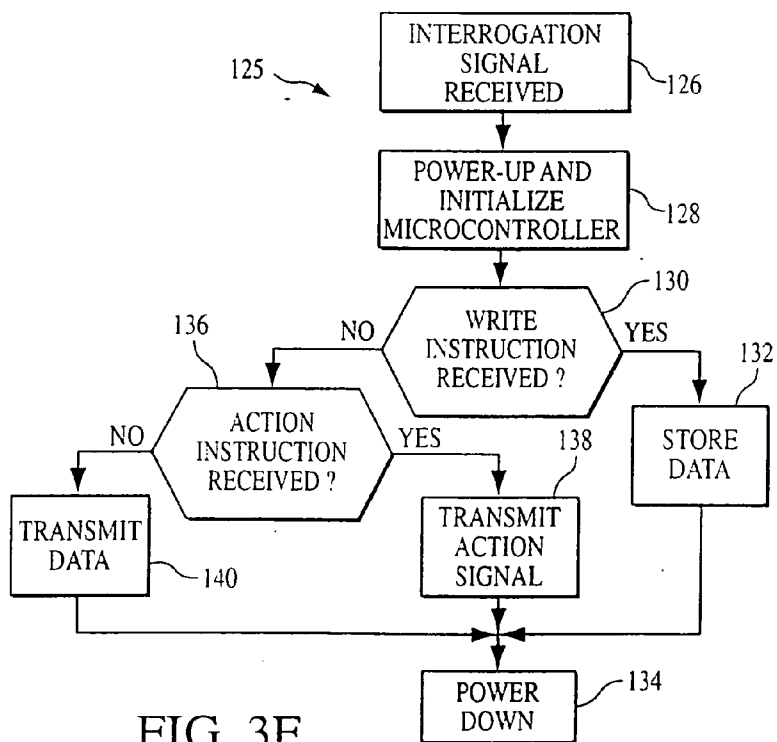 INTERROGATION
SIGNAL
RECEIVED
125
126
POWER-UP AND
INITIALIZE
MICROCONTROLLER
128
130
WRITE
INSTRUCTION
RECEIVED ?
NO
YES
136
132
ACTION
INSTRUCTION
RECEIVED ?
NO
YES
STORE
DATA
138
TRANSMIT
DATA
140
TRANSMIT
ACTION
SIGNAL
POWER
DOWN
134
FIG. 3F